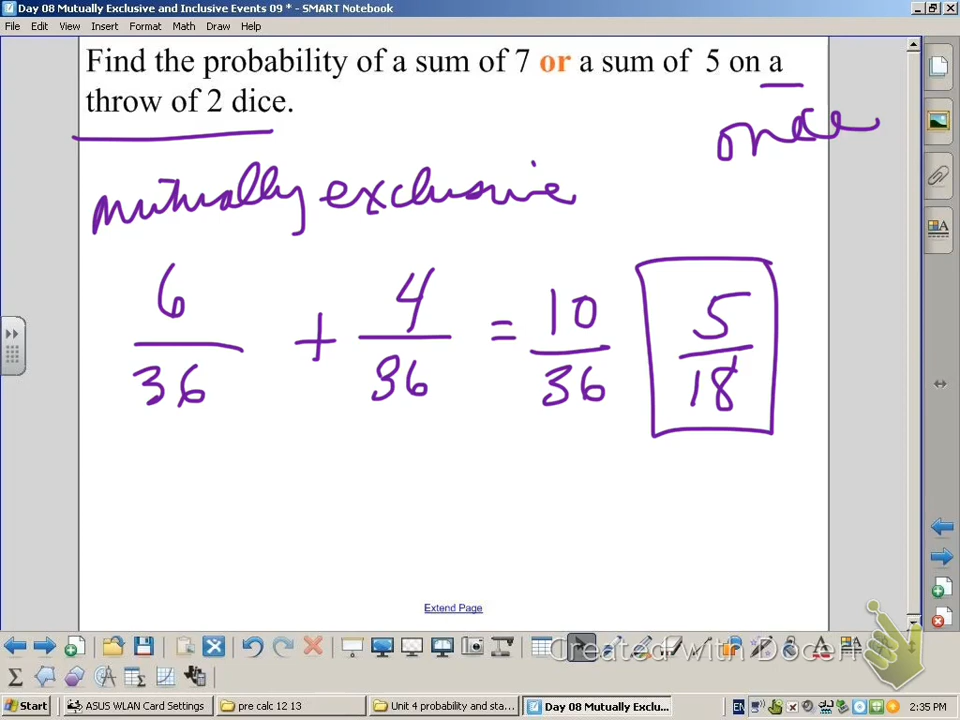 Day 08 Mutually Exclusive and Inclusive Events 09 * - SMART Notebook
File Edit View Insert Format Math Draw Help
Find the probability of a sum of 7 or a sum of 5 on a
throw of 2 dice.
once
mutually exclusive
6/36 + 4/36 = 10/36 5/18
Extend Page
Created with Doceri
Start ASUS WLAN Card Settings pre calc 12 13 Unit 4 probability and sta... Day 08 Mutually Exclu... EN 2:35 PM